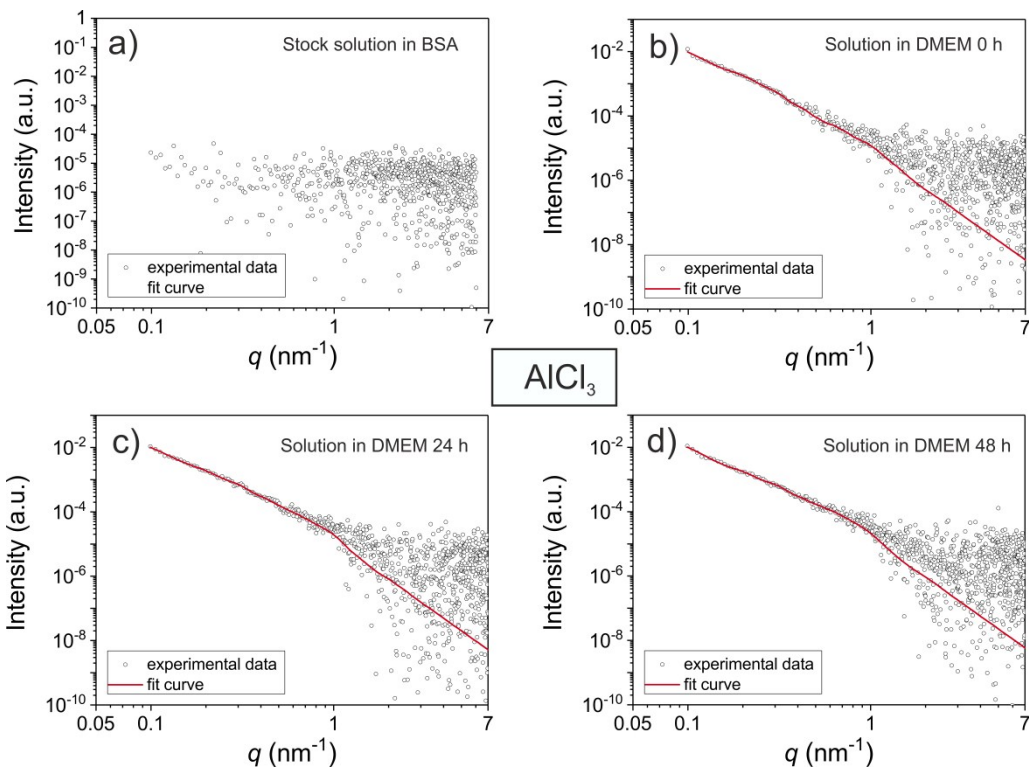 a)
Stock solution in BSA
Intensity (a.u.)
1
10⁻¹
10⁻²
10⁻³
10⁻⁴
10⁻⁵
10⁻⁶
10⁻⁷
10⁻⁸
10⁻⁹
10⁻¹⁰
experimental data
fit curve
0.05 0.1 1 7
q (nm⁻¹)
b)
Solution in DMEM 0 h
Intensity (a.u.)
10⁻²
10⁻⁴
10⁻⁶
10⁻⁸
10⁻¹⁰
experimental data
fit curve
0.05 0.1 1 7
q (nm⁻¹)
AlCl₃
c)
Solution in DMEM 24 h
Intensity (a.u.)
10⁻²
10⁻⁴
10⁻⁶
10⁻⁸
10⁻¹⁰
experimental data
fit curve
0.05 0.1 1 7
q (nm⁻¹)
d)
Solution in DMEM 48 h
Intensity (a.u.)
10⁻²
10⁻⁴
10⁻⁶
10⁻⁸
10⁻¹⁰
experimental data
fit curve
0.05 0.1 1 7
q (nm⁻¹)